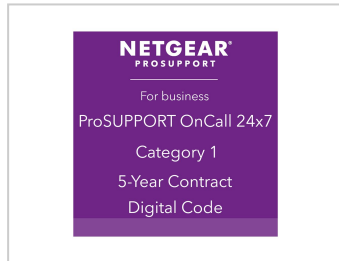 NETGEAR®
PROSUPPORT
For business
ProSUPPORT OnCall 24x7
Category 1
5-Year Contract
Digital Code